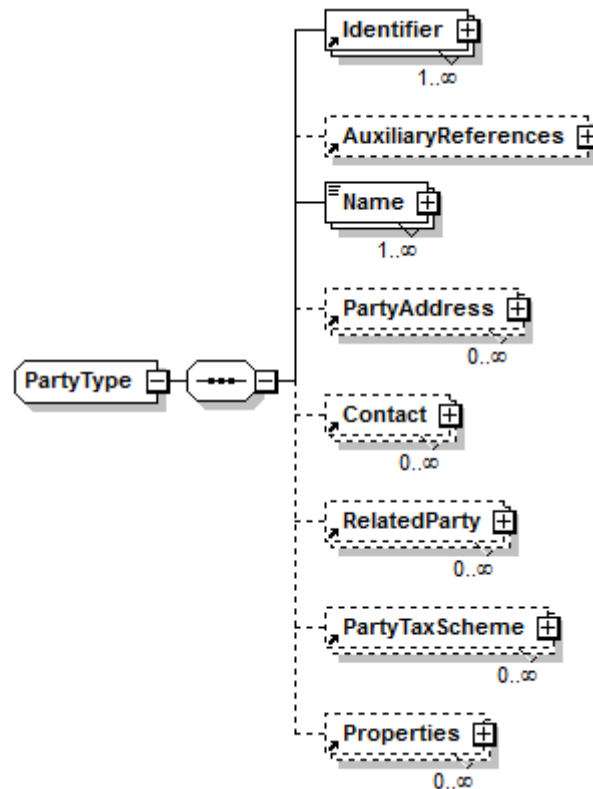 Identifier
1..∞
AuxiliaryReferences
Name
1..∞
PartyAddress
0..∞
PartyType
Contact
0..∞
RelatedParty
0..∞
PartyTaxScheme
0..∞
Properties
0..∞